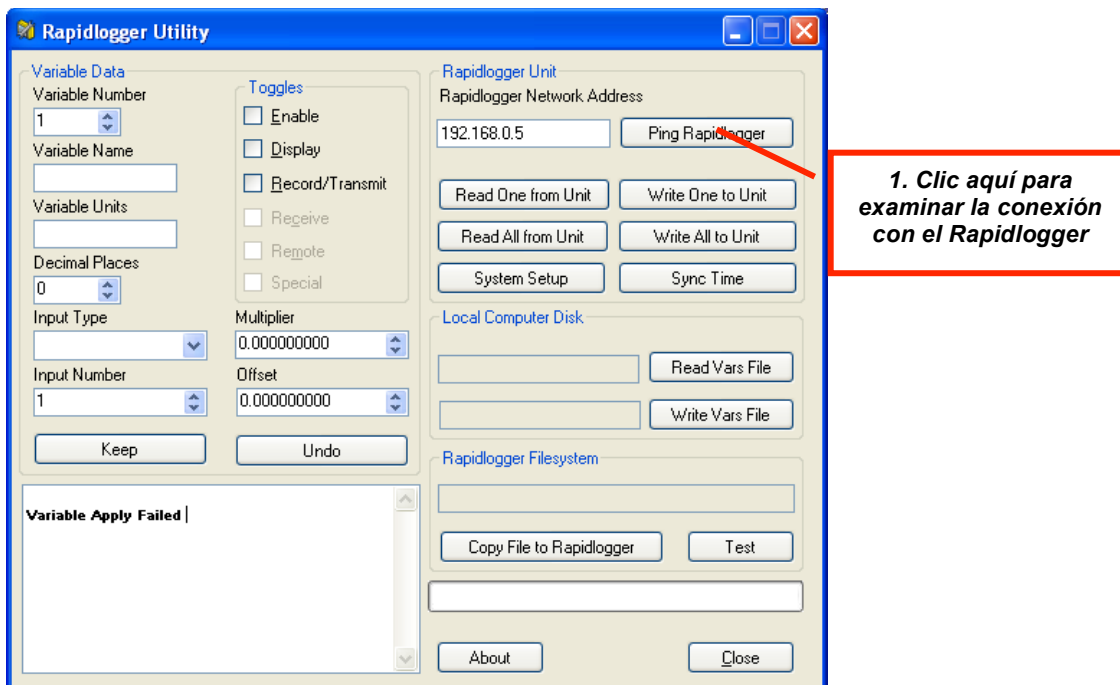 Rapidlogger Utility
Variable Data
Variable Number
1
Variable Name
Variable Units
Decimal Places
0
Input Type
Input Number
1
Toggles
Enable
Display
Record/Transmit
Receive
Remote
Special
Multiplier
0.000000000
Offset
0.000000000
Keep
Undo
Variable Apply Failed
Rapidlogger Unit
Rapidlogger Network Address
192.168.0.5
Ping Rapidlogger
Read One from Unit
Write One to Unit
Read All from Unit
Write All to Unit
System Setup
Sync Time
Local Computer Disk
Read Vars File
Write Vars File
Rapidlogger Filesystem
Copy File to Rapidlogger
Test
About
Close
1. Clic aquí para
examinar la conexión
con el Rapidlogger